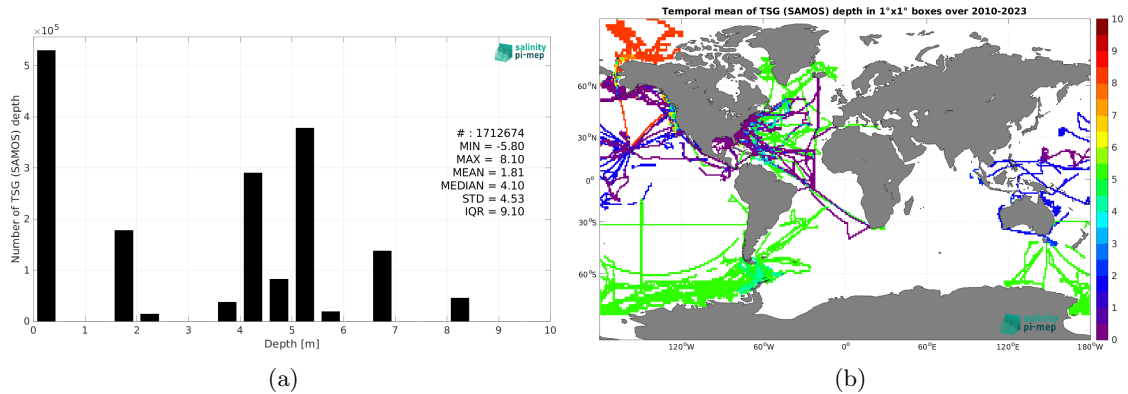 ×10⁵
salinity
pi-mep
Number of TSG (SAMOS) depth
5
4
3
2
1
0
# : 1712674
MIN = -5.80
MAX = 8.10
MEAN = 1.81
MEDIAN = 4.10
STD = 4.53
IQR = 9.10
0 1 2 3 4 5 6 7 8 9 10
Depth [m]
(a)
Temporal mean of TSG (SAMOS) depth in 1°x1° boxes over 2010-2023
60°N
30°N
0°
30°S
60°S
120°W 60°W 0° 60°E 120°E 180°W
salinity
pi-mep
10
9
8
7
6
5
4
3
2
1
0
(b)